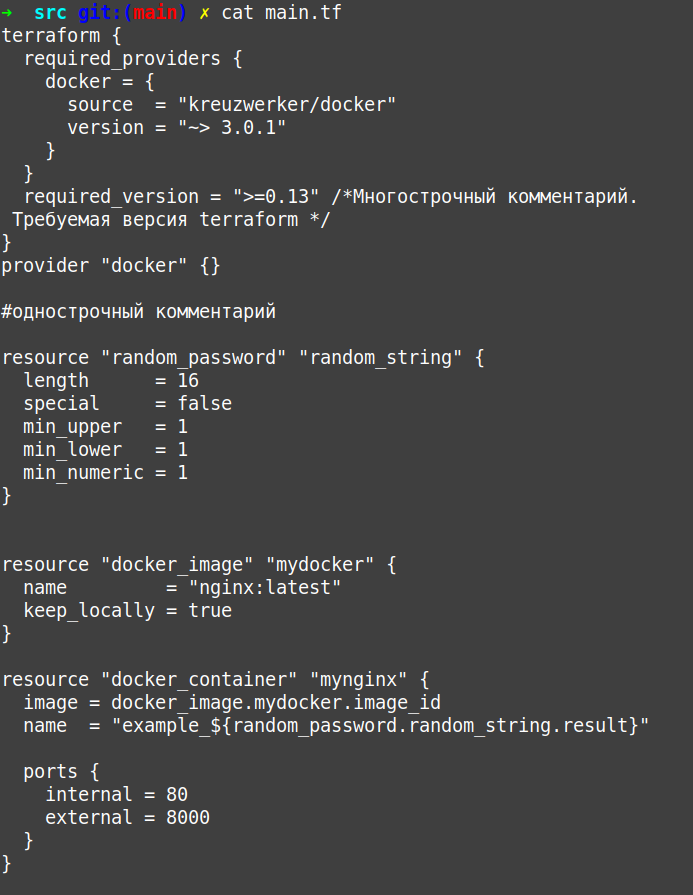 →  src git:(main) ✗ cat main.tf
terraform {
  required_providers {
    docker = {
      source  = "kreuzwerker/docker"
      version = "~> 3.0.1"
    }
  }
  required_version = ">=0.13" /*Многострочный комментарий.
 Требуемая версия terraform */
}
provider "docker" {}

#однострочный комментарий

resource "random_password" "random_string" {
  length      = 16
  special     = false
  min_upper   = 1
  min_lower   = 1
  min_numeric = 1
}


resource "docker_image" "mydocker" {
  name         = "nginx:latest"
  keep_locally = true
}

resource "docker_container" "mynginx" {
  image = docker_image.mydocker.image_id
  name  = "example_${random_password.random_string.result}"

  ports {
    internal = 80
    external = 8000
  }
}